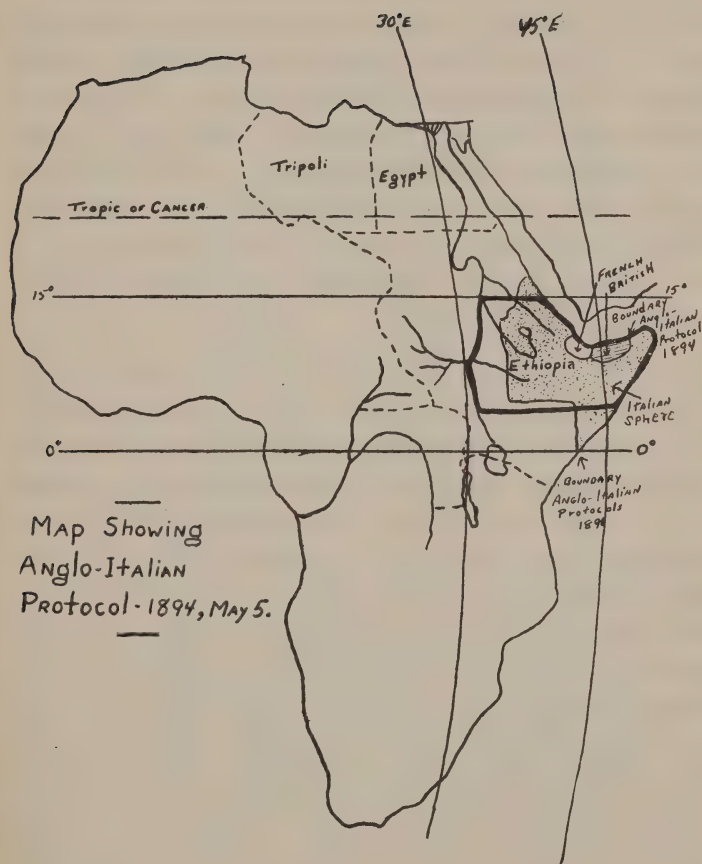 30°E
45°E
Tripoli
Egypt
Tropic of Cancer
FRENCH
BRITISH
15°
15°
BOUNDARY
Anglo-
Italian
Protocol
1894
Ethiopia
ITALIAN
SPHERE
0°
0°
BOUNDARY
Anglo-Italian
Protocols
Map Showing
Anglo-Italian
Protocol - 1894, May 5.